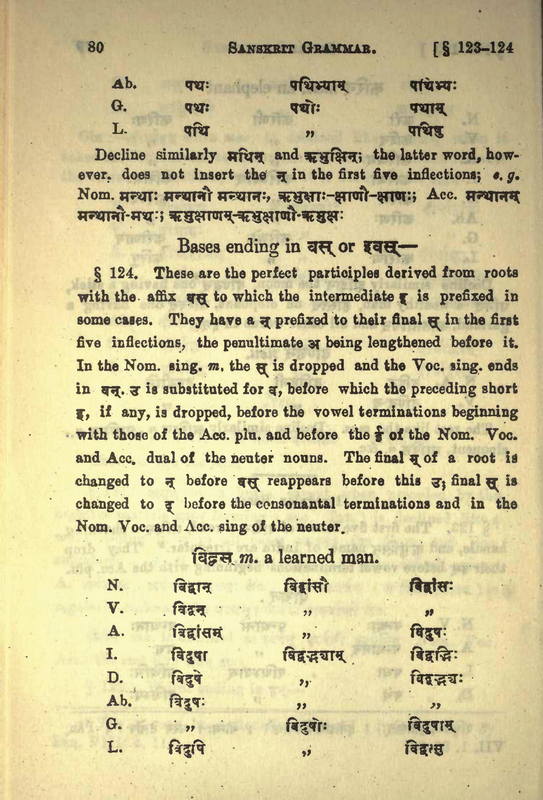 80 SANSKRIT GRAMMAR. [ § 123-124
Ab. पथः पथिभ्याम् पथिभ्यः
G. पथः पथोः पथाम्
L. पथि ,, पथिषु
Decline similarly मथिन् and ऋभुक्षिन्; the latter word, how-
ever, does not insert the न् in the first five inflections; e. g.
Nom. मन्थाः मन्थानौ मन्थानः, ऋभुक्षाः-क्षाणौ-क्षाणः; Acc. मन्थानम्
मन्थानौ-मथः; ऋभुक्षाणम्-ऋभुक्षाणौ-ऋभुक्षः
Bases ending in वस् or इवस्—
§ 124. These are the perfect participles derived from roots
with the affix वस् to which the intermediate इ is prefixed in
some cases. They have a न् prefixed to their final स् in the first
five inflections, the penultimate अ being lengthened before it.
In the Nom. sing. m. the स् is dropped and the Voc. sing. ends
in वन्. उ is substituted for व, before which the preceding short
इ, if any, is dropped, before the vowel terminations beginning
with those of the Acc. plu. and before the ई of the Nom. Voc.
and Acc. dual of the neuter nouns. The final म् of a root is
changed to न् before वस् reappears before this उ; final स् is
changed to द् before the consonantal terminations and in the
Nom. Voc. and Acc. sing of the neuter.
विद्वस् m. a learned man.
N. विद्वान् विद्वांसौ विद्वांसः
V. विद्वन् ,, ,,
A. विद्वांसम् ,, विदुषः
I. विदुषा विद्वद्भ्याम् विद्वद्भिः
D. विदुषे ,, विद्वद्भ्यः
Ab. विदुषः ,, ,,
G. ,, विदुषोः विदुषाम्
L. विदुषि ,, विद्वत्सु